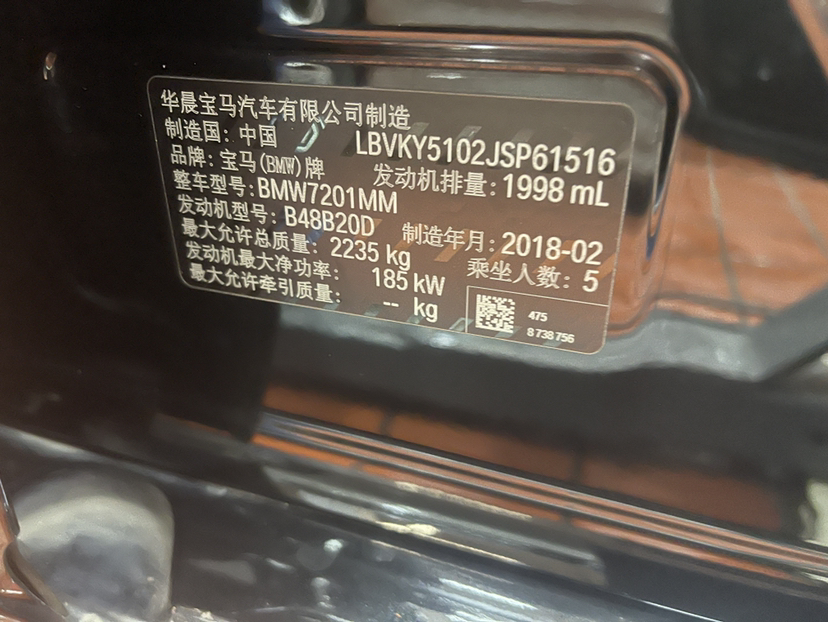 华晨宝马汽车有限公司制造
制造国: 中国 LBVKY5102JSP61516
品牌: 宝马(BMW)牌 发动机排量: 1998 mL
整车型号: BMW7201MM
发动机型号: B48B20D 制造年月: 2018-02
最大允许总质量: 2235 kg 乘坐人数: 5
发动机最大净功率: 185 kW
最大允许牵引质量: -- kg
475
8 738 756